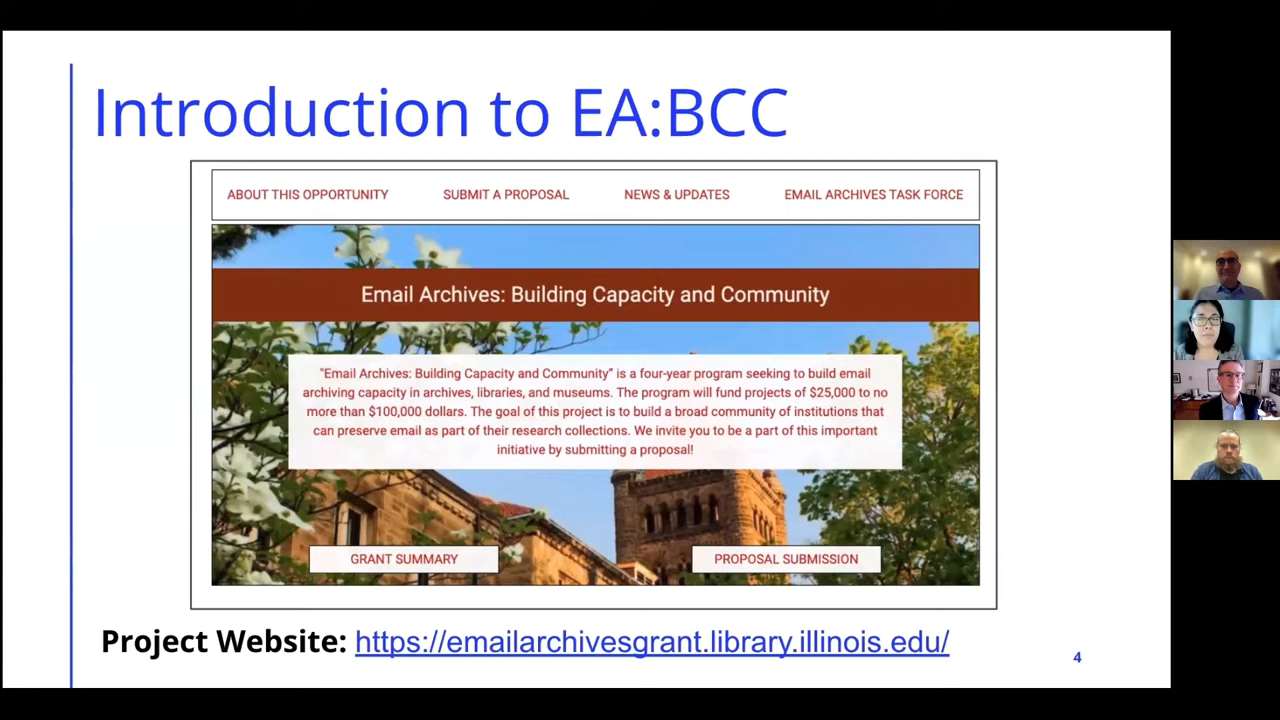 Introduction to EA:BCC
ABOUT THIS OPPORTUNITY SUBMIT A PROPOSAL NEWS & UPDATES EMAIL ARCHIVES TASK FORCE
Email Archives: Building Capacity and Community
"Email Archives: Building Capacity and Community" is a four-year program seeking to build email
archiving capacity in archives, libraries, and museums. The program will fund projects of $25,000 to no
more than $100,000 dollars. The goal of this project is to build a broad community of institutions that
can preserve email as part of their research collections. We invite you to be a part of this important
initiative by submitting a proposal!
GRANT SUMMARY PROPOSAL SUBMISSION
Project Website: https://emailarchivesgrant.library.illinois.edu/
4